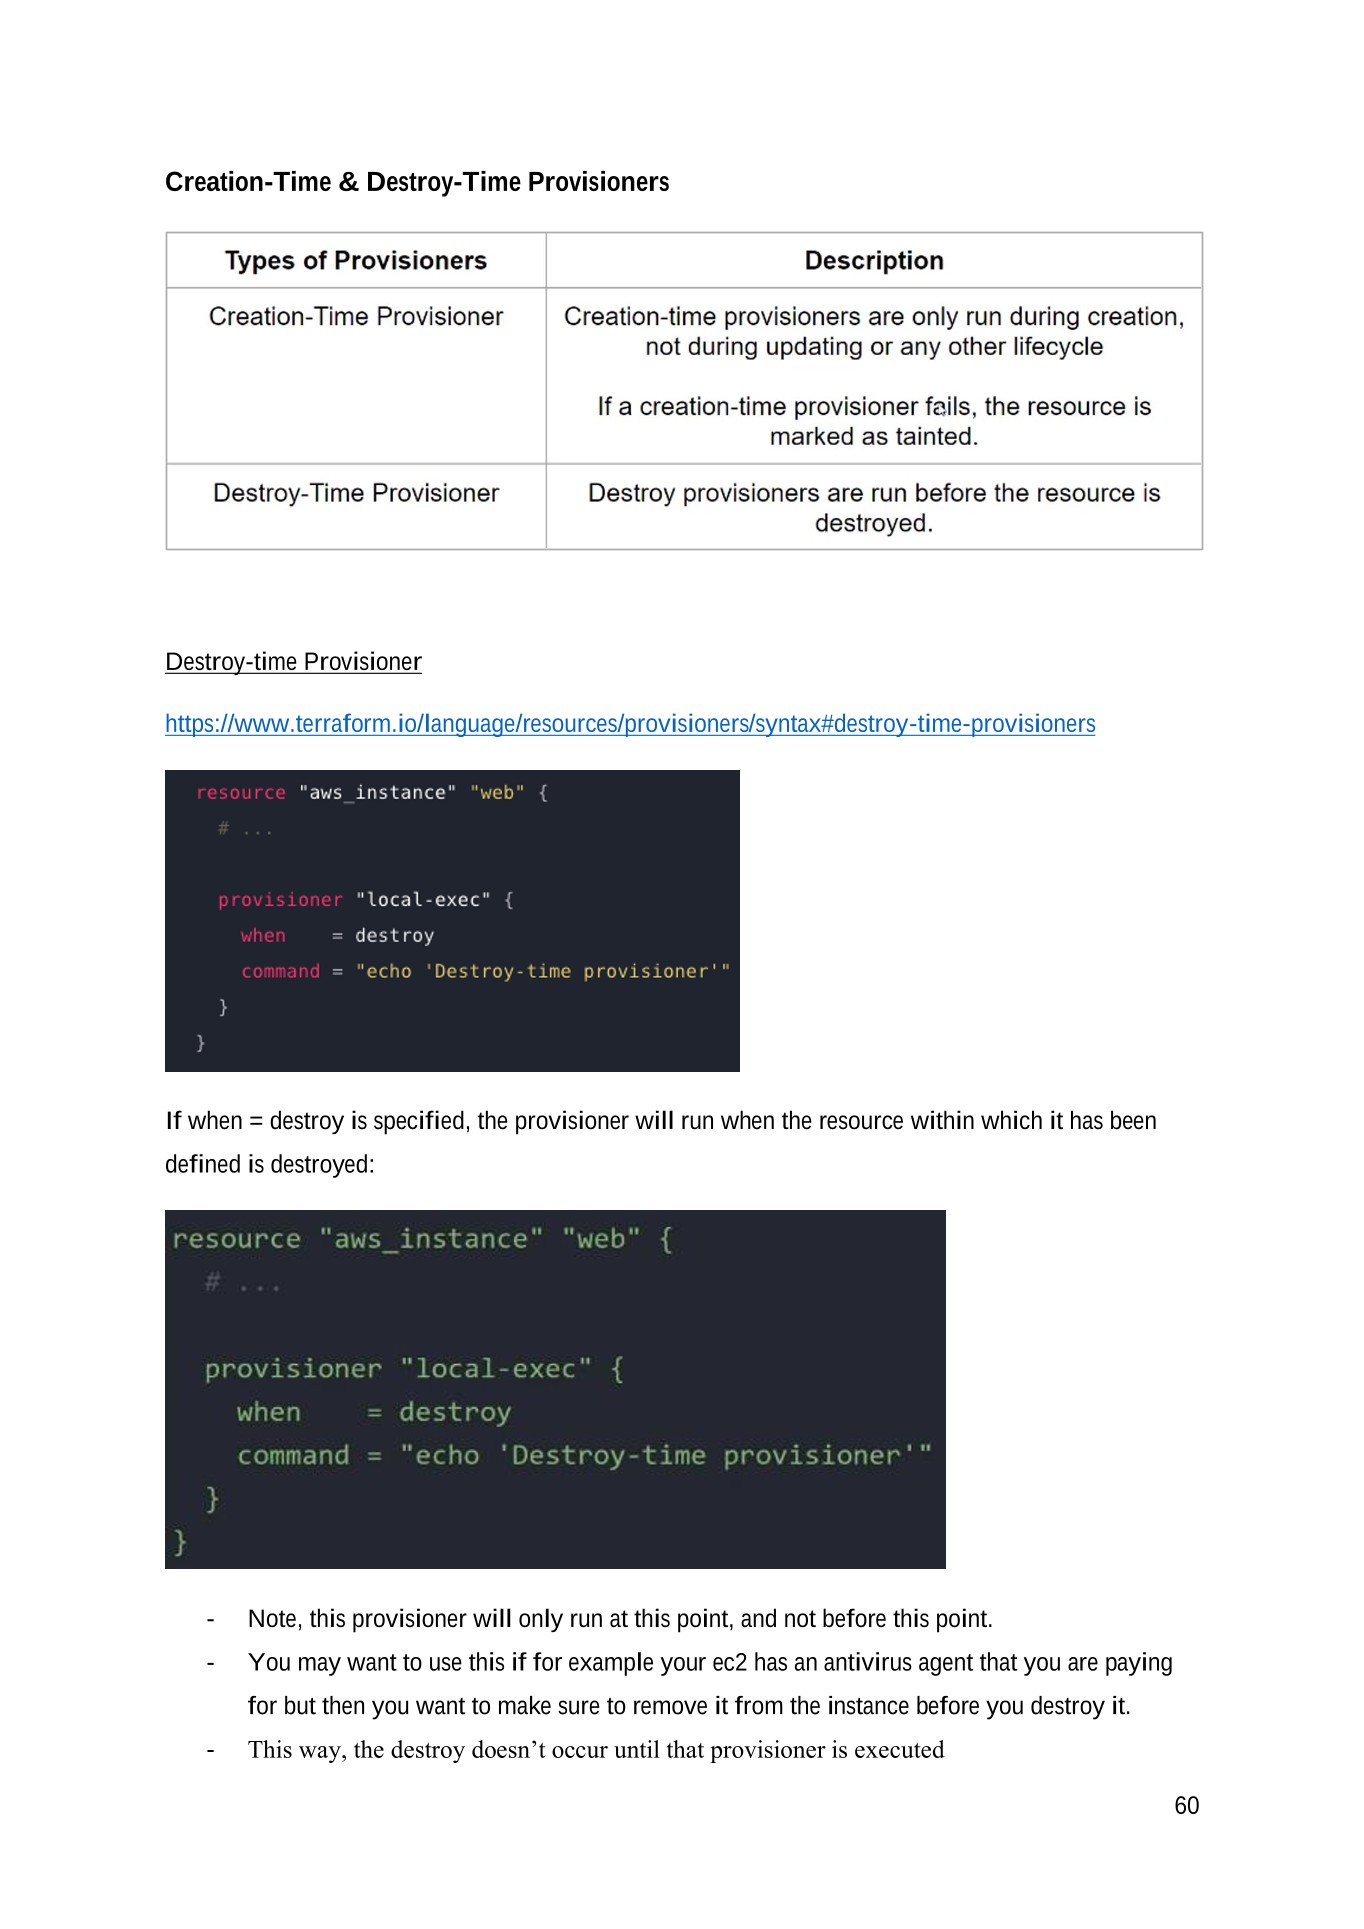 Creation-Time & Destroy-Time Provisioners
Types of Provisioners
Description
Creation-Time Provisioner
Creation-time provisioners are only run during creation,
not during updating or any other lifecycle
If a creation-time provisioner fails, the resource is
marked as tainted.
Destroy-Time Provisioner
Destroy provisioners are run before the resource is
destroyed.
Destroy-time Provisioner
https://www.terraform.io/language/resources/provisioners/syntax#destroy-time-provisioners
resource "aws_instance" "web" {
# ...
provisioner "local-exec" {
when    = destroy
command = "echo 'Destroy-time provisioner'"
}
}
If when = destroy is specified, the provisioner will run when the resource within which it has been
defined is destroyed:
resource "aws_instance" "web" {
# ...
provisioner "local-exec" {
when    = destroy
command = "echo 'Destroy-time provisioner'"
}
}
- Note, this provisioner will only run at this point, and not before this point.
- You may want to use this if for example your ec2 has an antivirus agent that you are paying
for but then you want to make sure to remove it from the instance before you destroy it.
- This way, the destroy doesn’t occur until that provisioner is executed
60